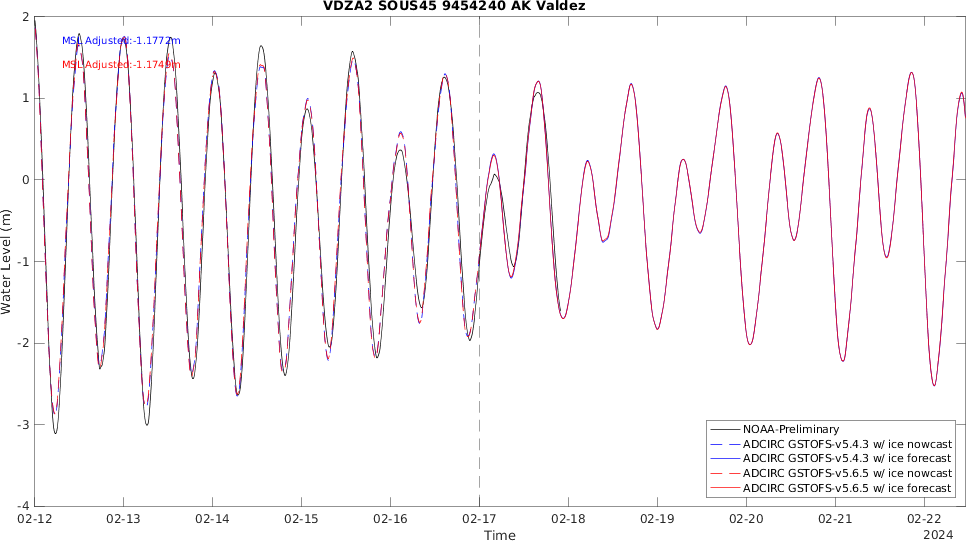 VDZA2 SOUS45 9454240 AK Valdez
MSL Adjusted:-1.1772m
MSL Adjusted:-1.1749m
2
1
0
-1
-2
-3
-4
Water Level (m)
02-12
02-13
02-14
02-15
02-16
02-17
02-18
02-19
02-20
02-21
02-22
2024
Time
NOAA-Preliminary
ADCIRC GSTOFS-v5.4.3 w/ ice nowcast
ADCIRC GSTOFS-v5.4.3 w/ ice forecast
ADCIRC GSTOFS-v5.6.5 w/ ice nowcast
ADCIRC GSTOFS-v5.6.5 w/ ice forecast